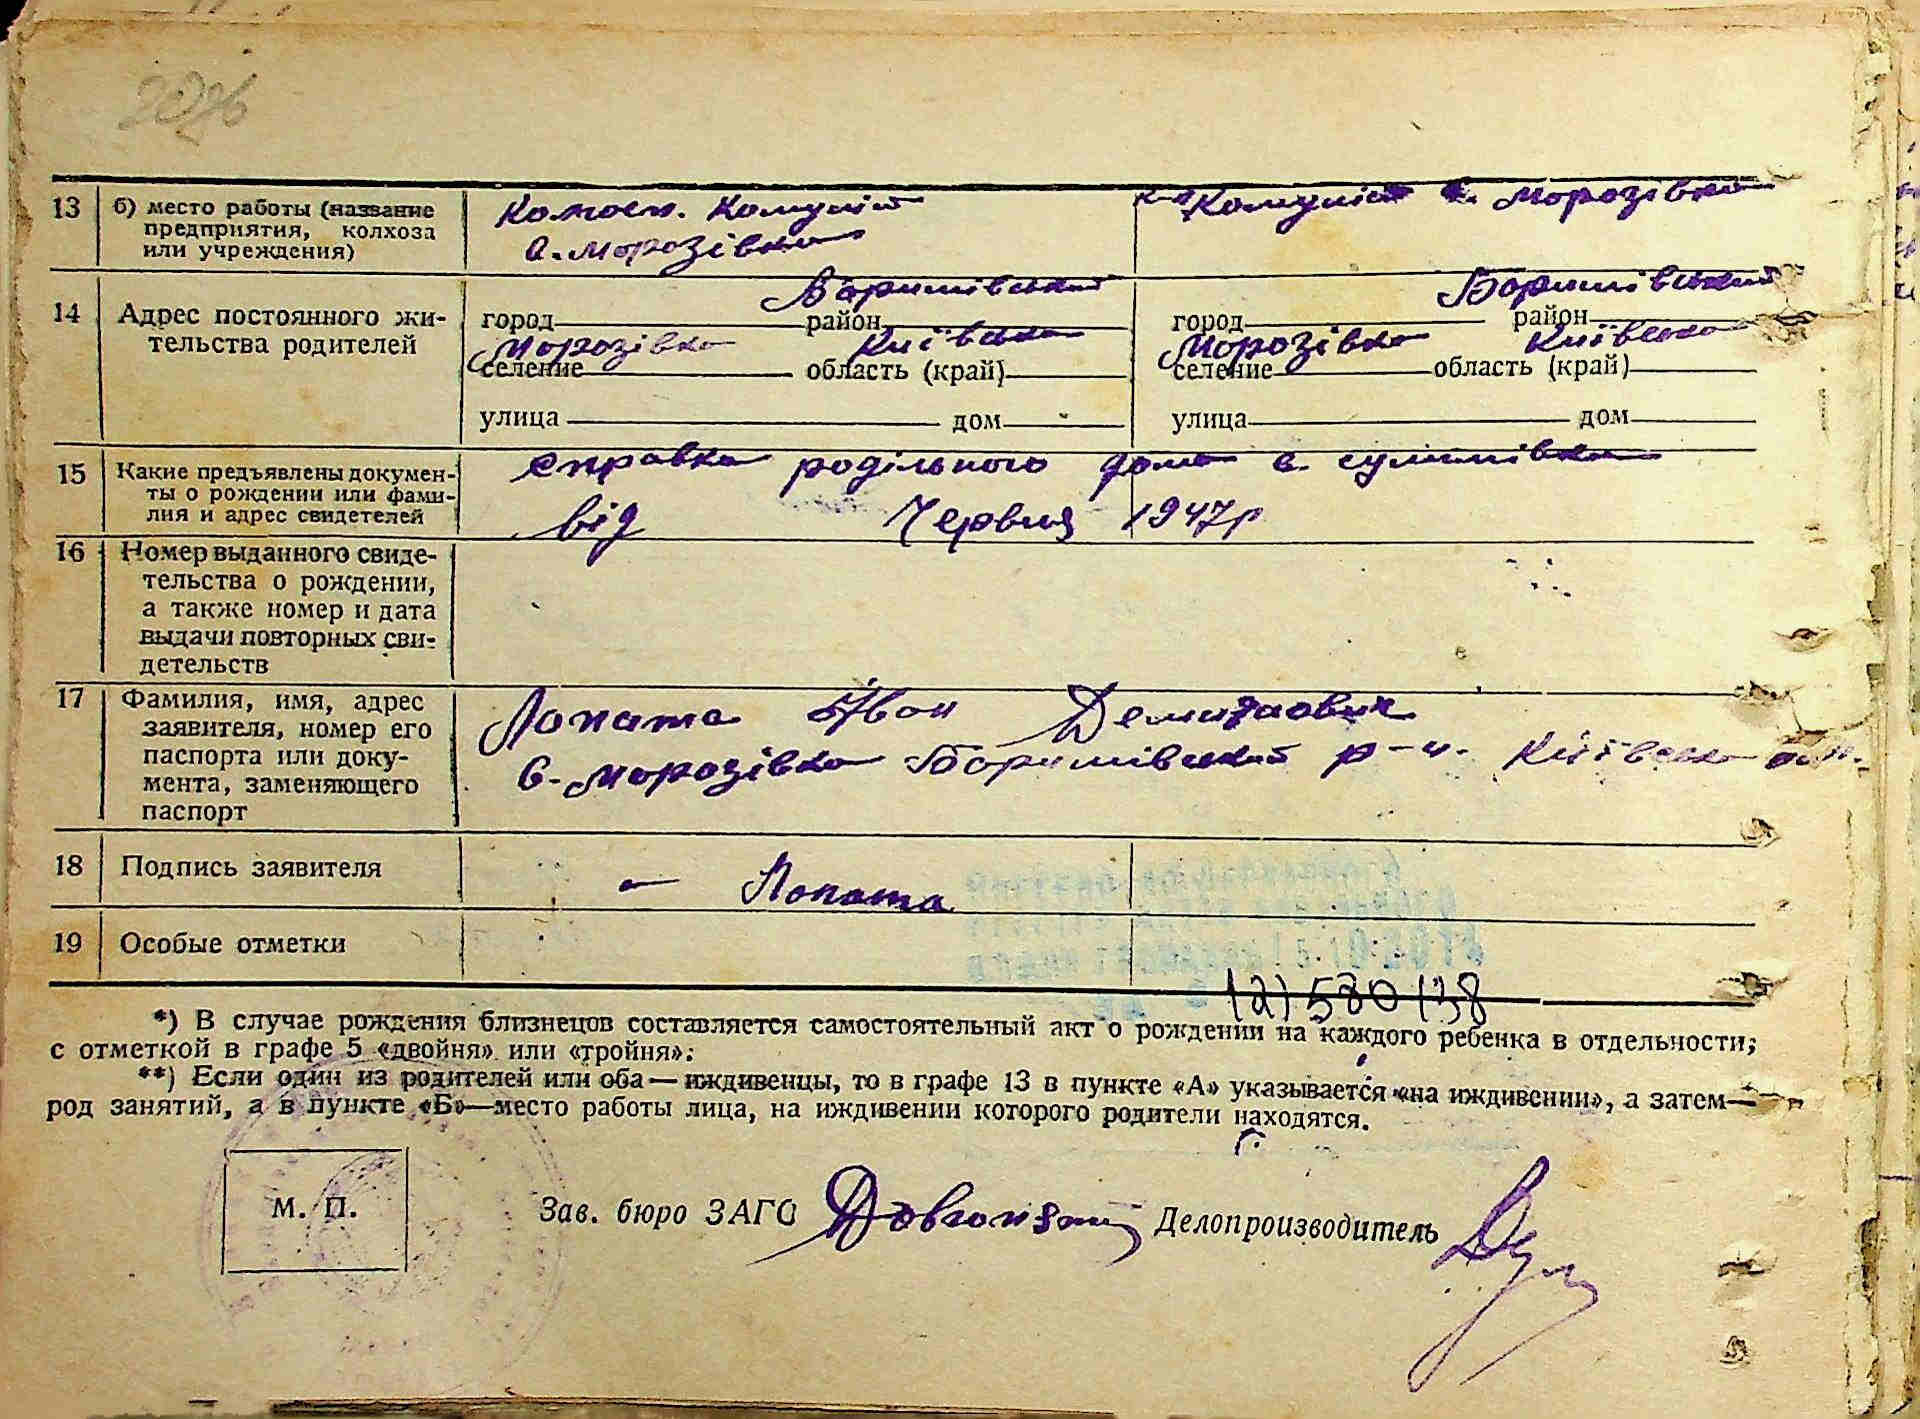 13 б) место работы (название предприятия, колхоза или учреждения)
Колгосп. Комуніст
с. Морозівка
к-п Комуніст с. Морозівка
14 Адрес постоянного жительства родителей
Баришівський
город район
Морозівка Київська
селение область (край)
улица дом
Баришівський
город район
Морозівка Київська
селение область (край)
улица дом
15 Какие предъявлены документы о рождении или фамилия и адрес свидетелей
Справка родільного дома с. Сулимівка
від Червня 1947р
16 Номер выданного свидетельства о рождении, а также номер и дата выдачи повторных свидетельств
17 Фамилия, имя, адрес заявителя, номер его паспорта или документа, заменяющего паспорт
Лопата Іван Демидович
с. Морозівка Баришівський р-н. Київська обл.
18 Подпись заявителя
Лопата
19 Особые отметки
*) В случае рождения близнецов составляется самостоятельный акт о рождении на каждого ребенка в отдельности;
с отметкой в графе 5 «двойня» или «тройня»;
**) Если один из родителей или оба — иждивенцы, то в графе 13 в пункте «А» указывается «на иждивении», а затем—
род занятий, а в пункте «Б»—место работы лица, на иждивении которого родители находятся.
М. П.
Зав. бюро ЗАГС
Делопроизводитель